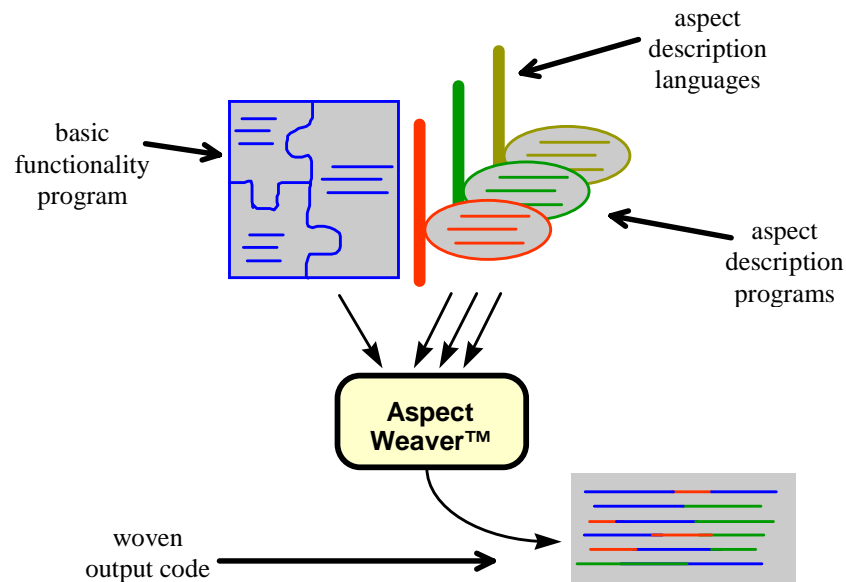 aspect
description
languages
basic
functionality
program
aspect
description
programs
Aspect
Weaver™
woven
output code